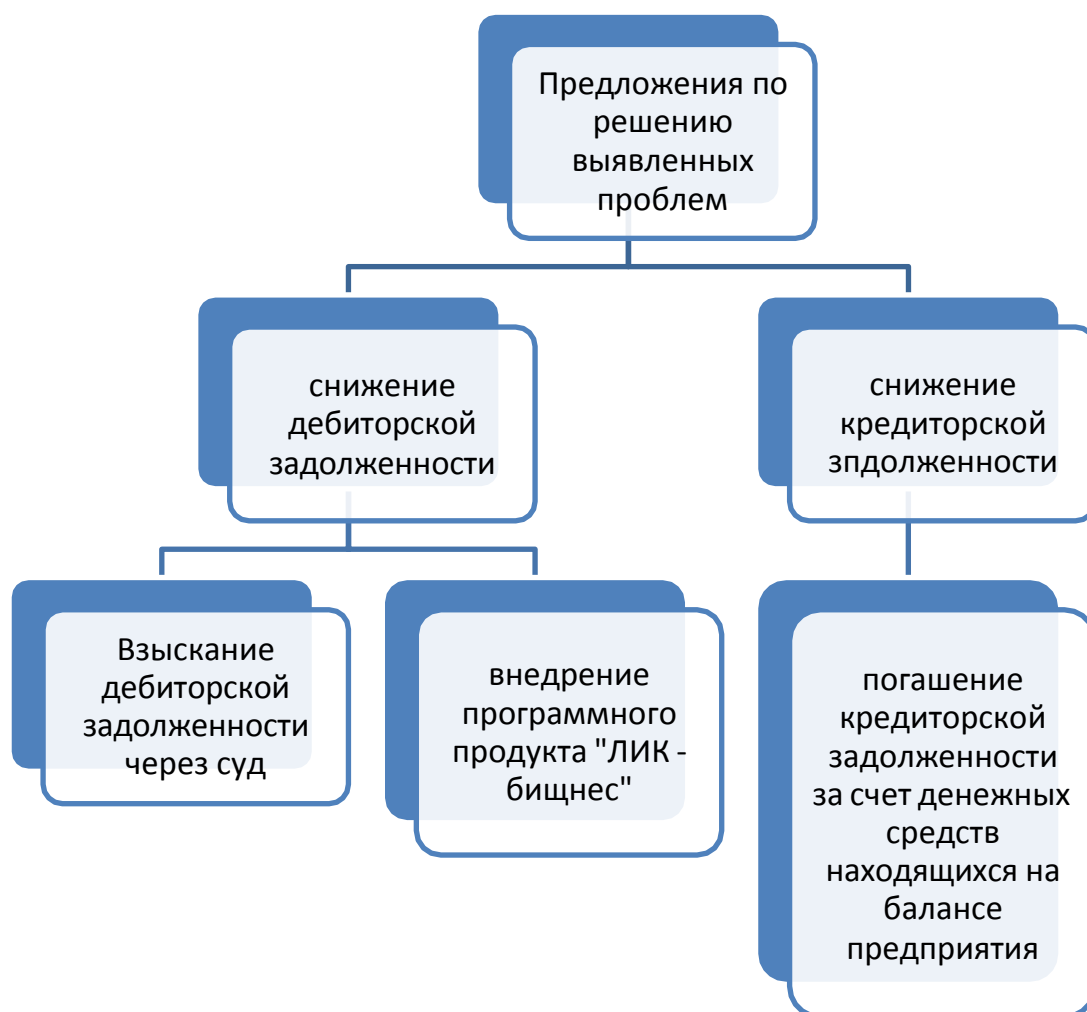 Предложения по
решению
выявленных
проблем
снижение
дебиторской
задолженности
снижение
кредиторской
зпдолженности
Взыскание
дебиторской
задолженности
через суд
внедрение
программного
продукта "ЛИК -
бищнес"
погашение
кредиторской
задолженности
за счет денежных
средств
находящихся на
балансе
предприятия